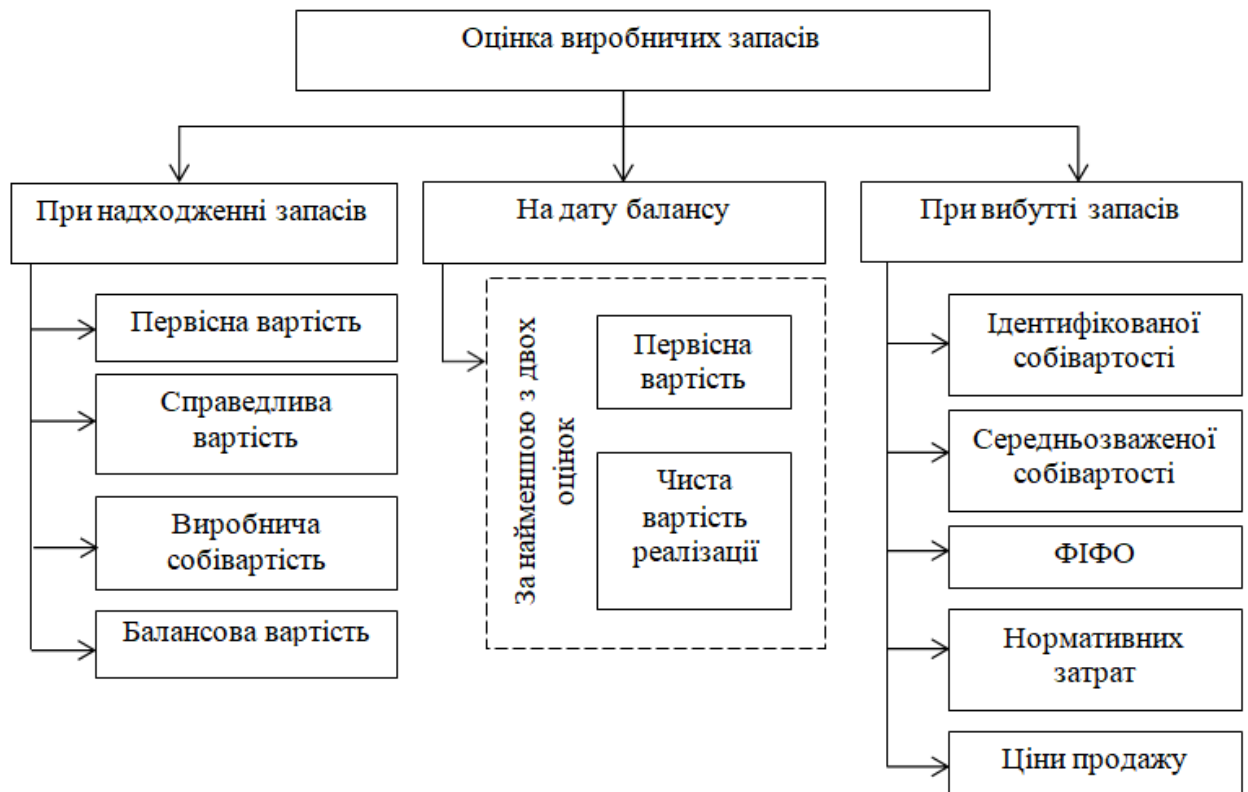 Оцінка виробничих запасів
При надходженні запасів
На дату балансу
При вибутті запасів
Первісна вартість
Справедлива
вартість
Виробнича
собівартість
Балансова вартість
За найменшою з двох
оцінок
Первісна
вартість
Чиста
вартість
реалізації
Ідентифікованої
собівартості
Середньозваженої
собівартості
ФІФО
Нормативних
затрат
Ціни продажу